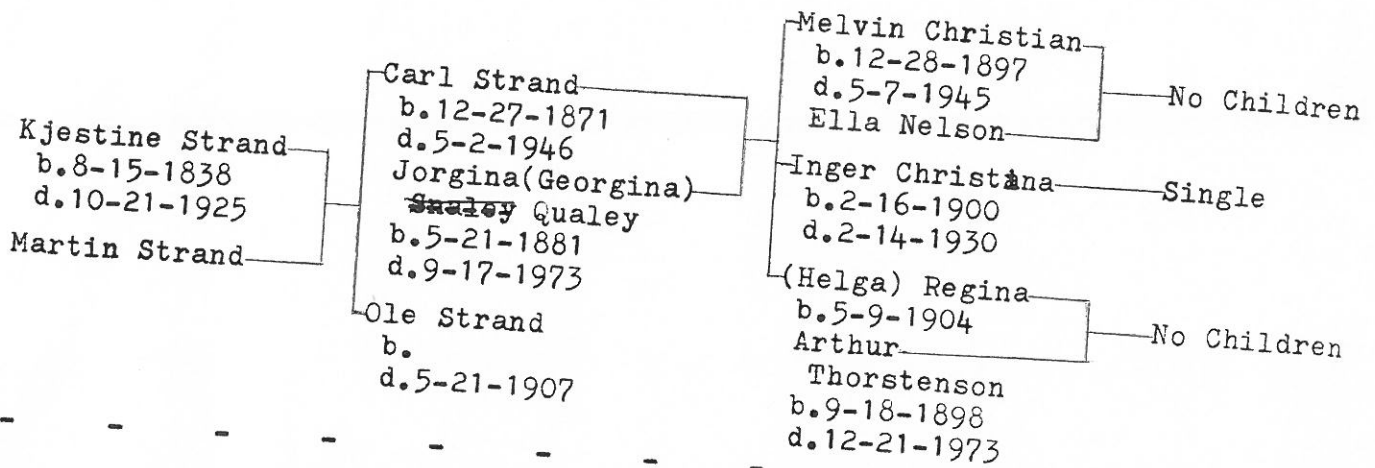 Kjestine Strand
b.8-15-1838
d.10-21-1925
Martin Strand
Carl Strand
b.12-27-1871
d.5-2-1946
Jorgina(Georgina)
Qualey
b.5-21-1881
d.9-17-1973
Ole Strand
b.
d.5-21-1907
Melvin Christian
b.12-28-1897
d.5-7-1945
Ella Nelson
No Children
Inger Christina
b.2-16-1900
d.2-14-1930
Single
(Helga) Regina
b.5-9-1904
Arthur
Thorstenson
b.9-18-1898
d.12-21-1973
No Children